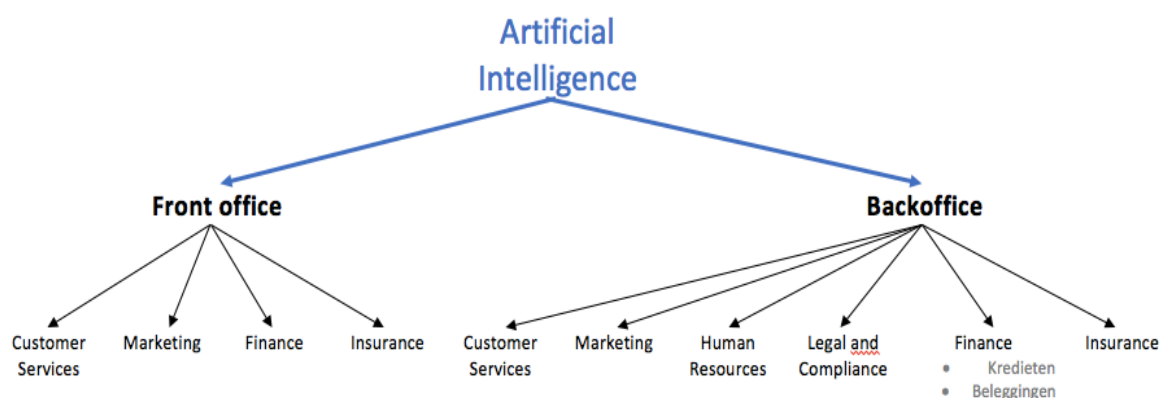 Artificial
Intelligence
Front office
Backoffice
Customer
Services
Marketing
Finance
Insurance
Customer
Services
Marketing
Human
Resources
Legal and
Compliance
Finance
• Kredieten
• Beleggingen
Insurance